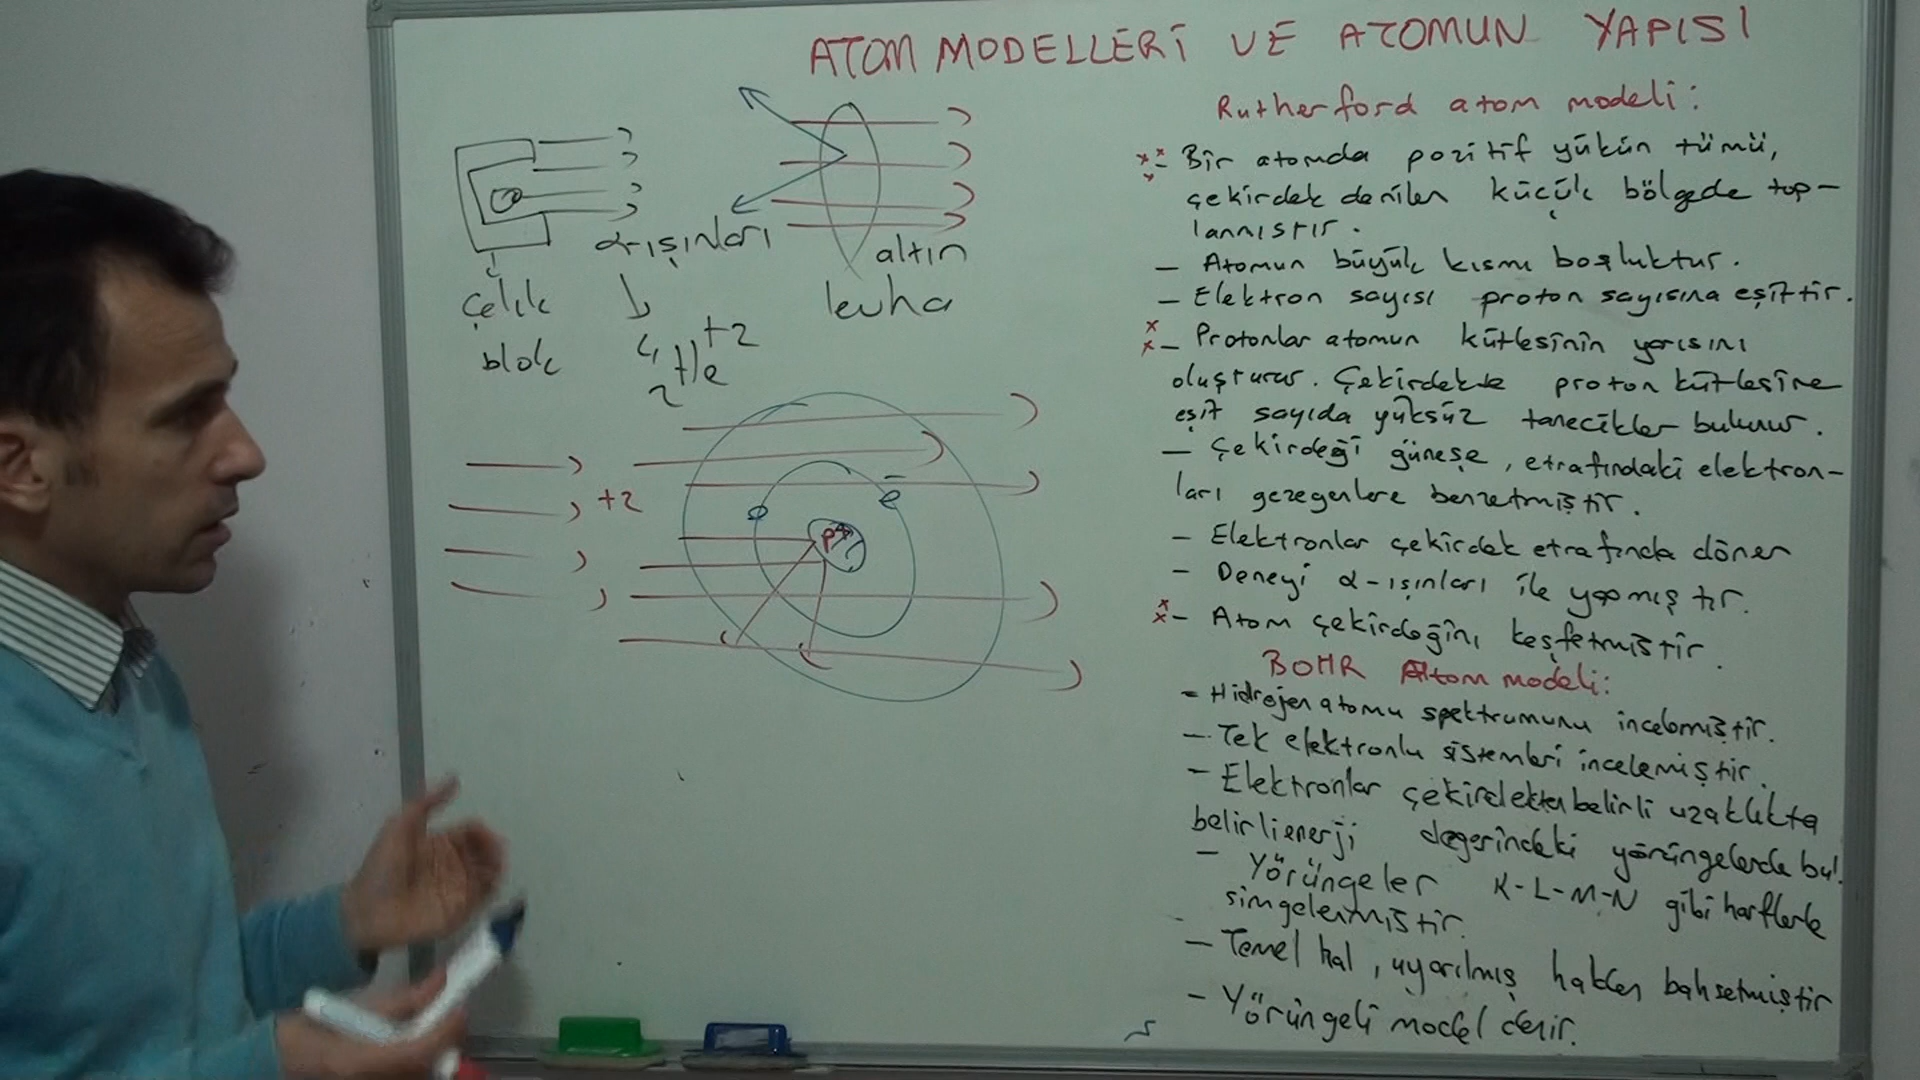 ATOM MODELLERİ VE ATOMUN YAPISI
α-ışınları
altın
levha
çelik
blok
4 +2
He
2
+2
ē
p+
Rutherford atom modeli:
- Bir atomda pozitif yükün tümü,
çekirdek denilen küçük bölgede top-
lanmıştır.
- Atomun büyük kısmı boşluktur.
- Elektron sayısı proton sayısına eşittir.
- Protonlar atomun kütlesinin yarısını
oluşturur. Çekirdekte proton kütlesine
eşit sayıda yüksüz tanecikler bulunur.
- Çekirdeği güneşe, etrafındaki elektron-
ları gezegenlere benzetmiştir.
- Elektronlar çekirdek etrafında döner
- Deneyi α-ışınları ile yapmıştır.
- Atom çekirdeğini keşfetmiştir.
BOHR Atom modeli:
- Hidrojen atomu spektrumunu incelemiştir.
- Tek elektronlu sistemleri incelemiştir.
- Elektronlar çekirdekten belirli uzaklıkta
belirli enerji değerindeki yörüngelerde bul.
- Yörüngeler K-L-M-N gibi harflerle
simgelenmiştir.
- Temel hal, uyarılmış halden bahsetmiştir
- Yörüngeli model denir.